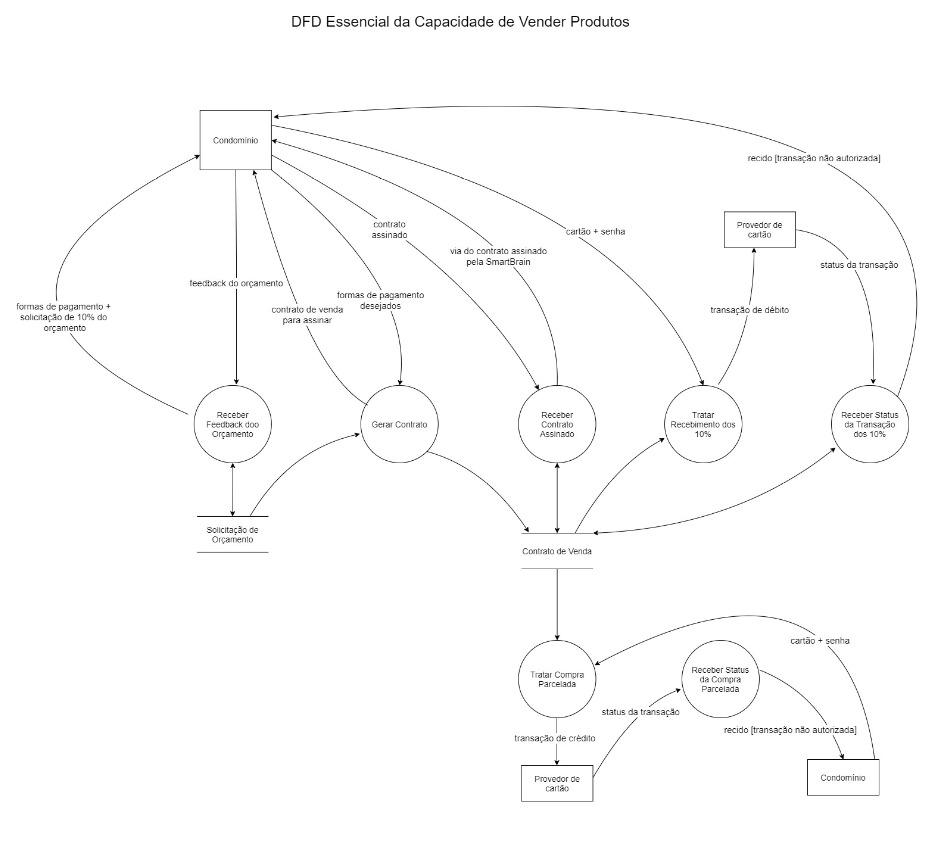 DFD Essencial da Capacidade de Vender Produtos
Condomínio
recido [transação não autorizada]
contrato
assinado
cartão + senha
Provedor de
cartão
via do contrato assinado
pela SmartBrain
status da transação
feedback do orçamento
formas de pagamento
desejados
formas de pagamento +
solicitação de 10% do
orçamento
contrato de venda
para assinar
transação de débito
Receber
Feedback doo
Orçamento
Gerar Contrato
Receber
Contrato
Assinado
Tratar
Recebimento dos
10%
Receber Status
da Transação
dos 10%
Solicitação de
Orçamento
Contrato de Venda
cartão + senha
Tratar Compra
Parcelada
Receber Status
da Compra
Parcelada
status da transação
recido [transação não autorizada]
transação de crédito
Provedor de
cartão
Condomínio